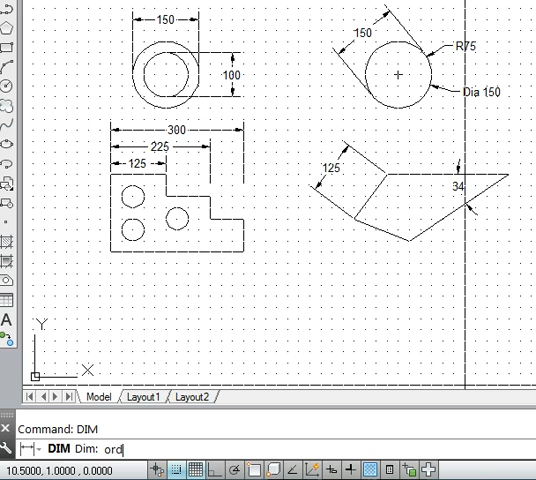 150
100
150
R75
Dia 150
300
225
125
125
34
Y
X
A
Model Layout1 Layout2
Command: DIM
DIM Dim: ord
10.5000, 1.0000 , 0.0000